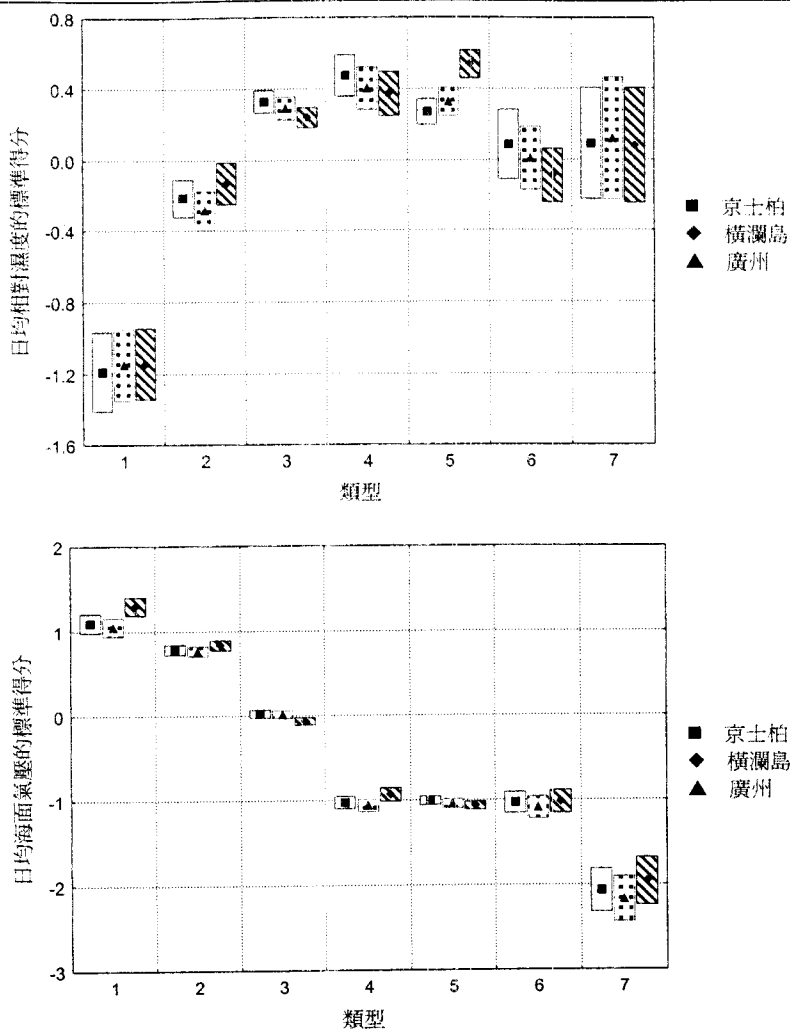 日均相對濕度的標準得分
0.8
0.4
0.0
-0.4
-0.8
-1.2
-1.6
1 2 3 4 5 6 7
類型
京士柏
橫瀾島
廣州
日均海面氣壓的標準得分
2
1
0
-1
-2
-3
1 2 3 4 5 6 7
類型
京士柏
橫瀾島
廣州